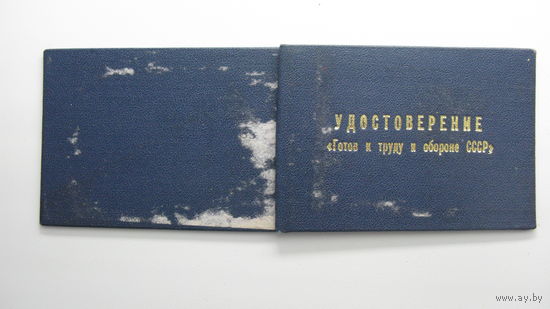 УДОСТОВЕРЕНИЕ
«Готов к труду и обороне СССР»
www.ay.by